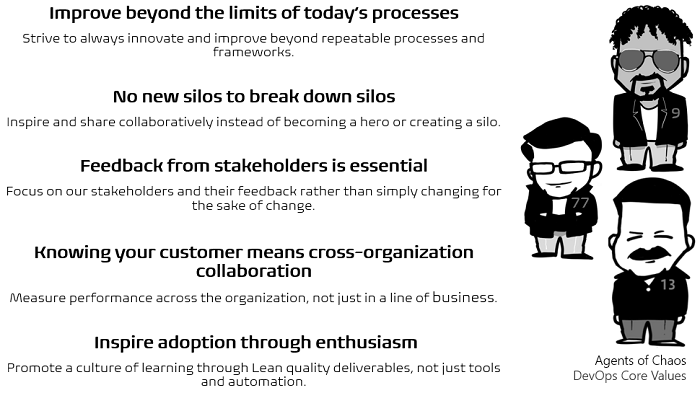 Improve beyond the limits of today's processes
Strive to always innovate and improve beyond repeatable processes and
frameworks.
No new silos to break down silos
Inspire and share collaboratively instead of becoming a hero or creating a silo.
Feedback from stakeholders is essential
Focus on our stakeholders and their feedback rather than simply changing for
the sake of change.
Knowing your customer means cross-organization
collaboration
Measure performance across the organization, not just in a line of business.
Inspire adoption through enthusiasm
Promote a culture of learning through Lean quality deliverables, not just tools
and automation.
9
77
13
Agents of Chaos
DevOps Core Values